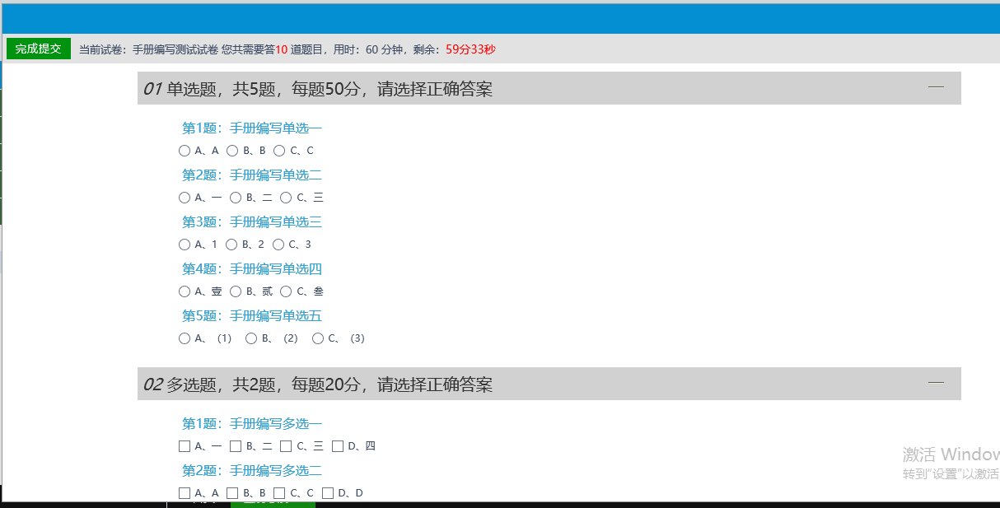 完成提交 当前试卷：手册编写测试试卷 您共需要答10 道题目，用时：60 分钟，剩余：59分33秒
01 单选题，共5题，每题50分，请选择正确答案
第1题：手册编写单选一
A、A B、B C、C
第2题：手册编写单选二
A、一 B、二 C、三
第3题：手册编写单选三
A、1 B、2 C、3
第4题：手册编写单选四
A、壹 B、贰 C、叁
第5题：手册编写单选五
A、（1） B、（2） C、（3）
02 多选题，共2题，每题20分，请选择正确答案
第1题：手册编写多选一
A、一 B、二 C、三 D、四
第2题：手册编写多选二
A、A B、B C、C D、D
激活 Window
转到“设置”以激活